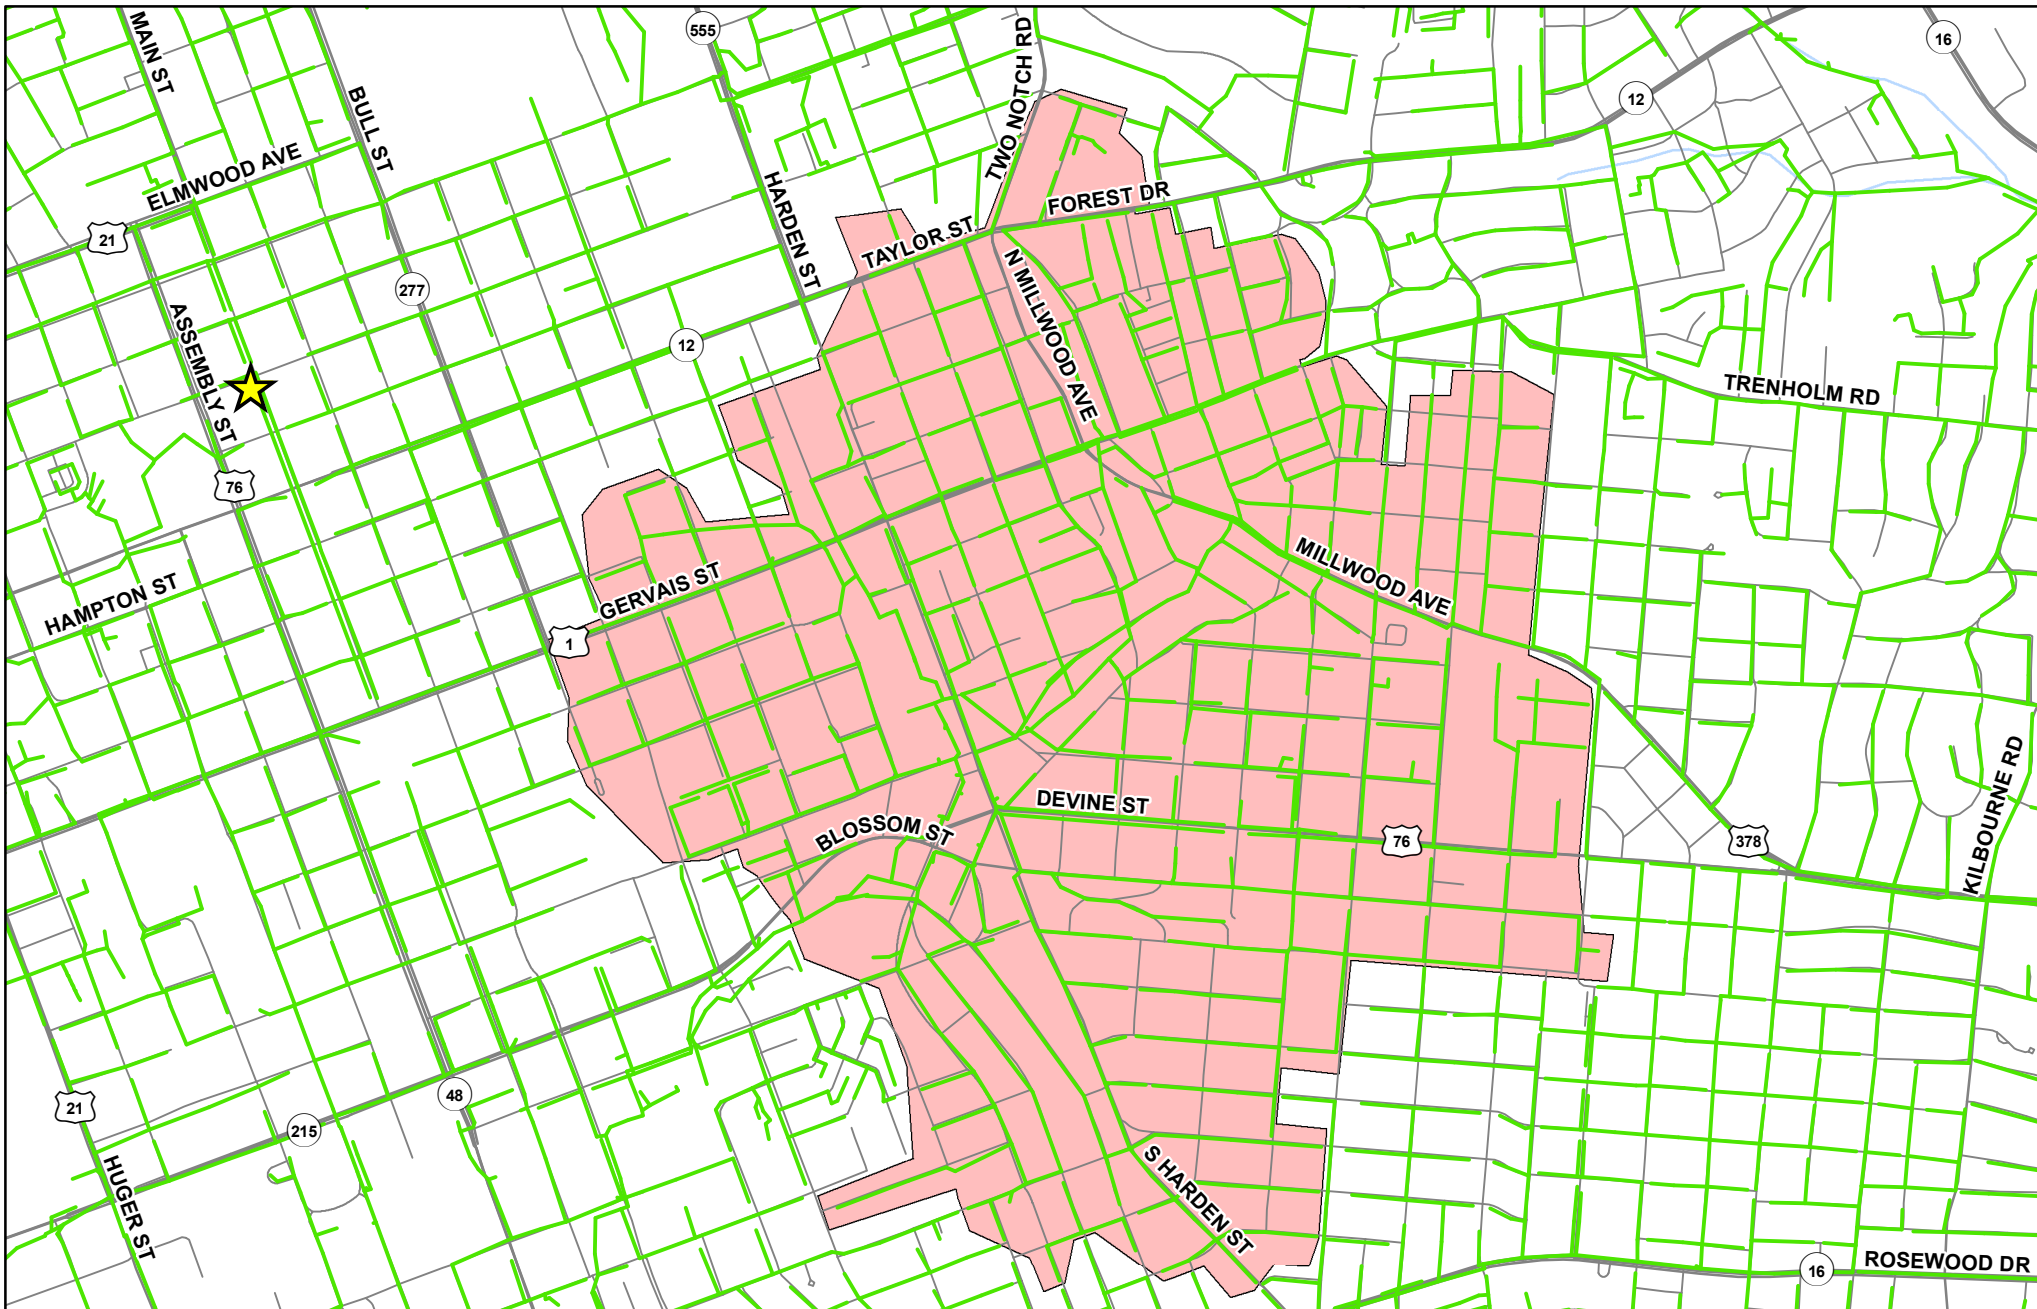 MAIN ST
555
TWO NOTCH RD
16
12
BULL ST
ELMWOOD AVE
HARDEN ST
FOREST DR
21
TAYLOR ST
277
N MILLWOOD AVE
ASSEMBLY ST
12
TRENHOLM RD
76
MILLWOOD AVE
HAMPTON ST
GERVAIS ST
1
KILBOURNE RD
DEVINE ST
BLOSSOM ST
76
378
21
48
215
HUGER ST
S HARDEN ST
16
ROSEWOOD DR